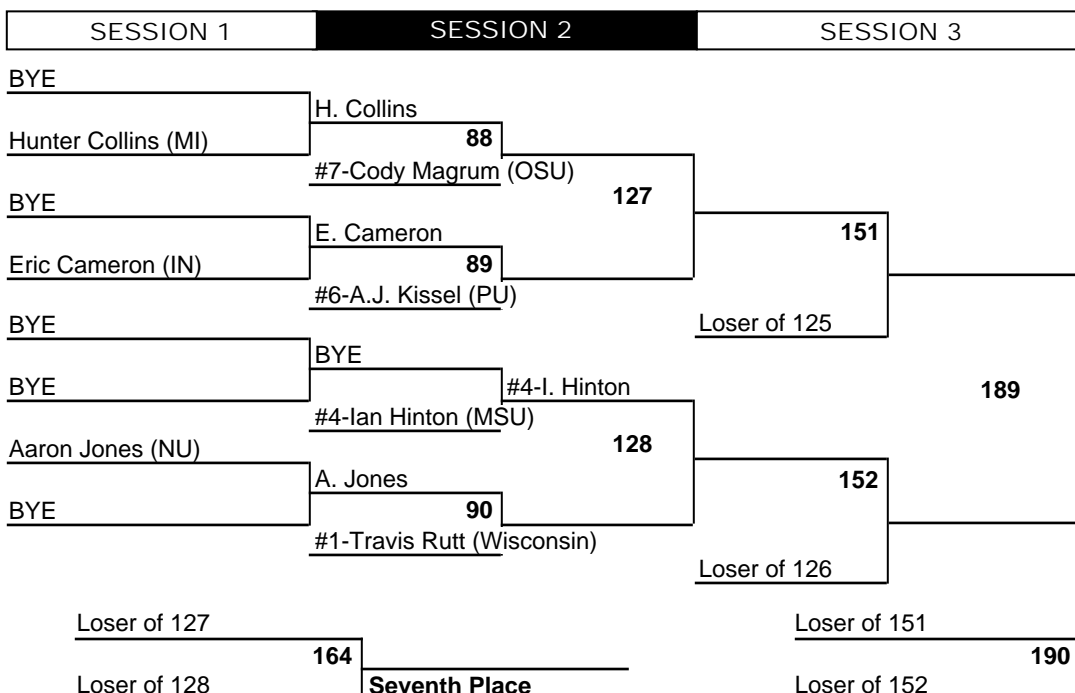 SESSION 1 SESSION 2 SESSION 3
BYE
H. Collins
Hunter Collins (MI) 88
#7-Cody Magrum (OSU)
BYE 127
E. Cameron 151
Eric Cameron (IN) 89
#6-A.J. Kissel (PU)
BYE Loser of 125
BYE
BYE #4-I. Hinton 189
#4-Ian Hinton (MSU)
Aaron Jones (NU) 128
A. Jones 152
BYE 90
#1-Travis Rutt (Wisconsin)
Loser of 126
Loser of 127 Loser of 151
164 190
Loser of 128 Seventh Place Loser of 152